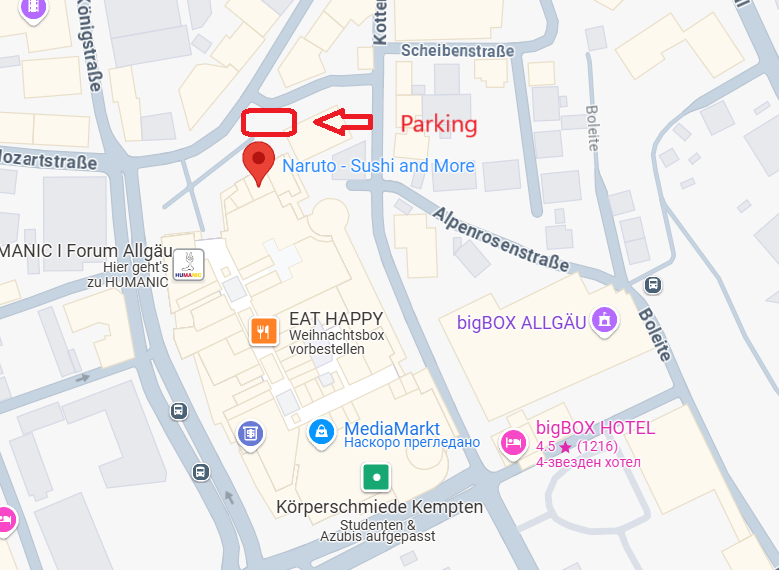 Königstraße
Kotter
Scheibenstraße
Boleite
Parking
Mozartstraße
Naruto - Sushi and More
Alpenrosenstraße
MANIC I Forum Allgäu
Hier geht's
zu HUMANIC
HUMANIC
EAT HAPPY
Weihnachtsbox
vorbestellen
bigBOX ALLGÄU
Boleite
MediaMarkt
Наскоро прегледано
bigBOX HOTEL
4.5 ★ (1216)
4-звезден хотел
Körperschmiede Kempten
Studenten &
Azubis aufgepasst